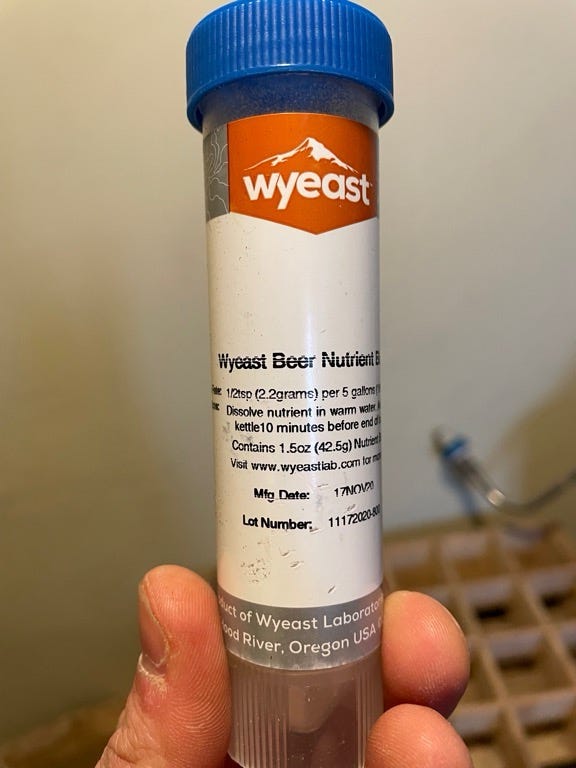 wyeast
Wyeast Beer Nutrient
1/2tsp (2.2grams) per 5 gallons
Dissolve nutrient in warm water,
kettle10 minutes before end of
Contains 1.5oz (42.5g) Nutrient
Visit www.wyeastlab.com for
Mfg Date: 17NOV20
Lot Number: 11172020-800
of Wyeast
River, Oregon USA